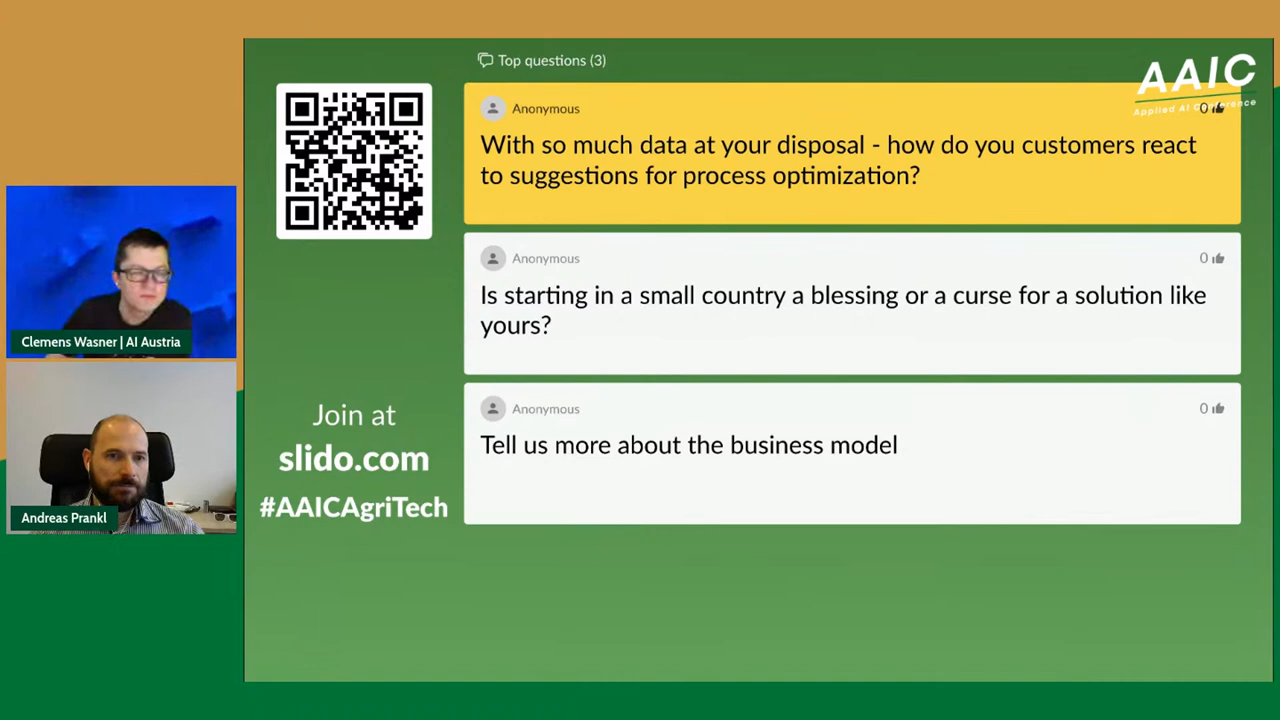 Top questions (3)
AAIC
Applied AI Conference
Anonymous
0
With so much data at your disposal - how do you customers react
to suggestions for process optimization?
Anonymous
0
Is starting in a small country a blessing or a curse for a solution like
yours?
Anonymous
0
Tell us more about the business model
Join at
slido.com
#AAICAgriTech
Clemens Wasner | AI Austria
Andreas Prankl